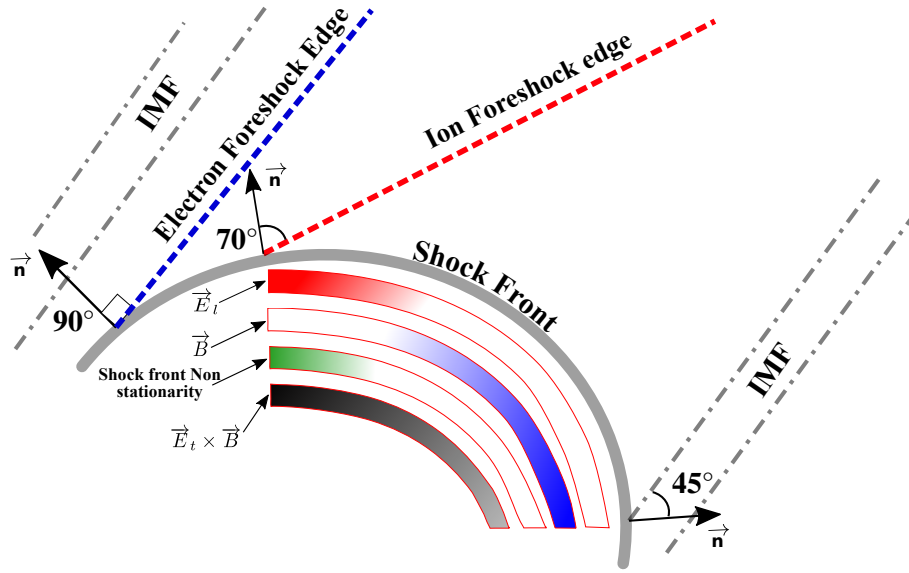 IMF
Electron Foreshock Edge
Ion Foreshock edge
n
70°
n
90°
Shock Front
E_l
B
Shock front Non
stationarity
E_t × B
IMF
45°
n